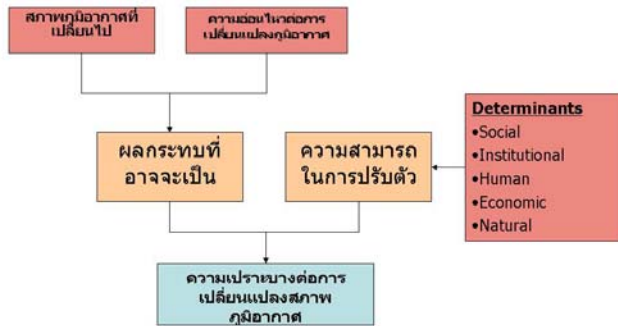 สภาพภูมิอากาศที่
เปลี่ยนไป
ความอ่อนไหวต่อการ
เปลี่ยนแปลงภูมิอากาศ
ผลกระทบที่
อาจจะเป็น
ความสามารถ
ในการปรับตัว
Determinants
•Social
•Institutional
•Human
•Economic
•Natural
ความเปราะบางต่อการ
เปลี่ยนแปลงสภาพ
ภูมิอากาศ